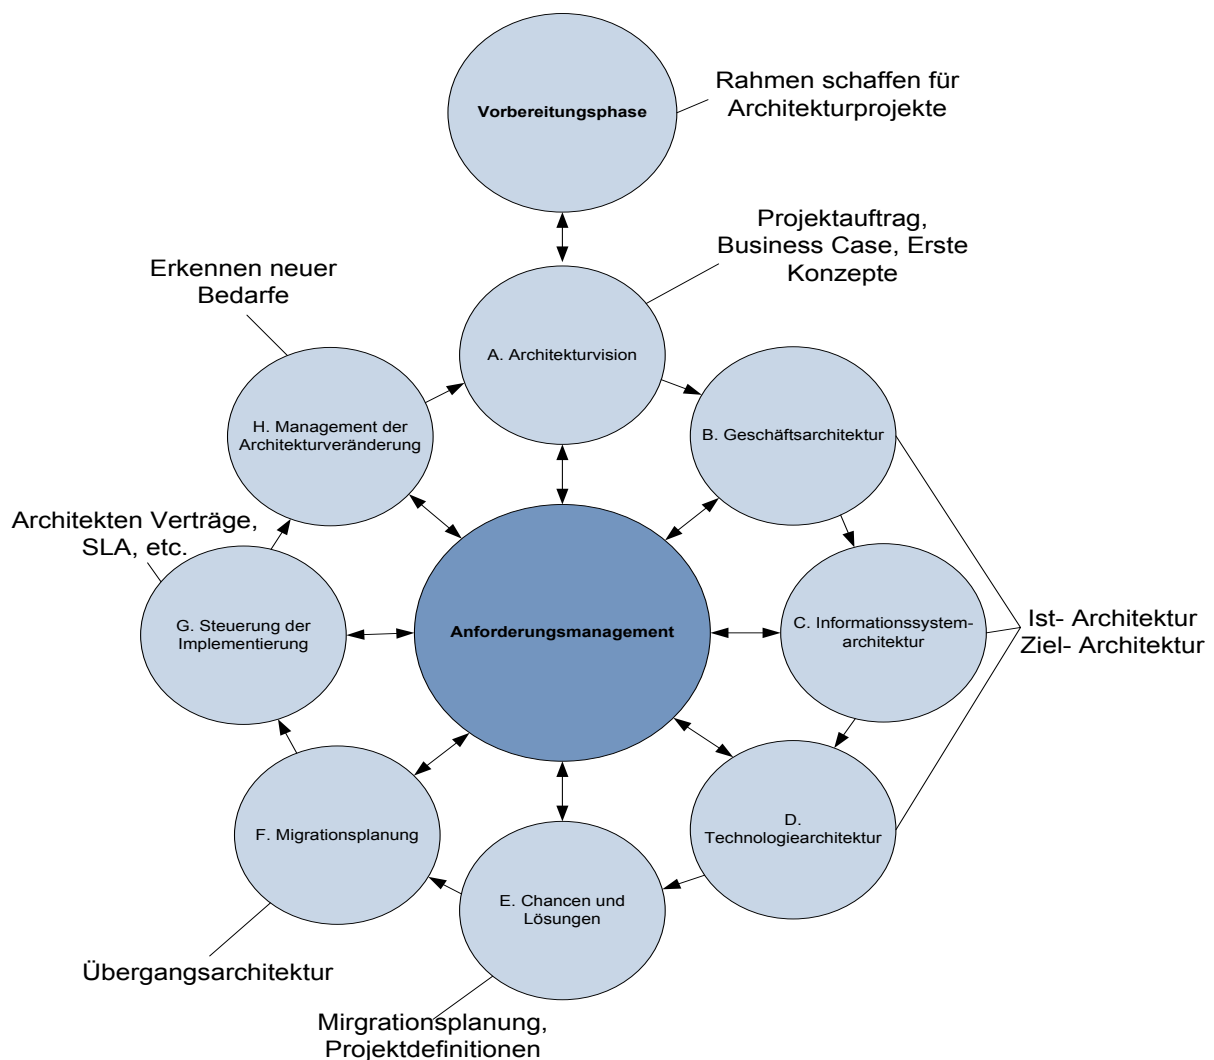 Vorbereitungsphase
Rahmen schaffen für
Architekturprojekte
Projektauftrag,
Business Case, Erste
Konzepte
Erkennen neuer
Bedarfe
A. Architekturvision
H. Management der
Architekturveränderung
B. Geschäftsarchitektur
Architekten Verträge,
SLA, etc.
G. Steuerung der
Implementierung
Anforderungsmanagement
C. Informationssystem-
architektur
Ist- Architektur
Ziel- Architektur
F. Migrationsplanung
D.
Technologiearchitektur
E. Chancen und
Lösungen
Übergangsarchitektur
Mirgrationsplanung,
Projektdefinitionen